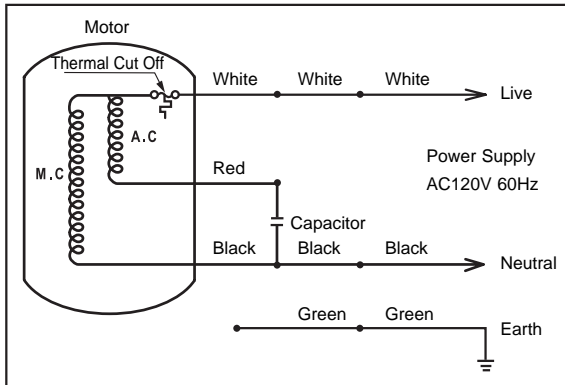 Motor
Thermal Cut Off
White White White Live
A.C
M.C
Power Supply
AC120V 60Hz
Red
Capacitor
Black Black Black Neutral
Green Green Earth